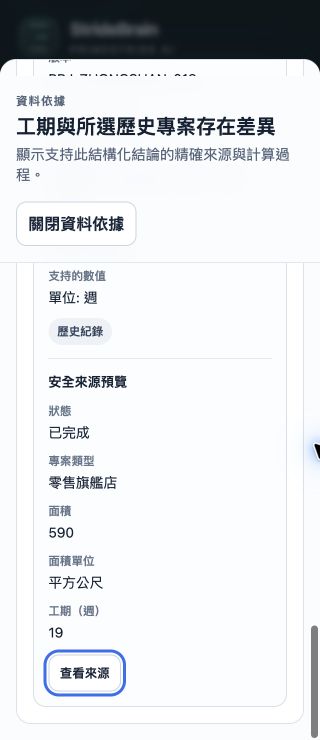 StrideBrain
資料依據
工期與所選歷史專案存在差異
顯示支持此結構化結論的精確來源與計算過
程。
關閉資料依據
支持的數值
單位: 週
歷史紀錄
安全來源預覽
狀態
已完成
專案類型
零售旗艦店
面積
590
面積單位
平方公尺
工期（週）
19
查看來源